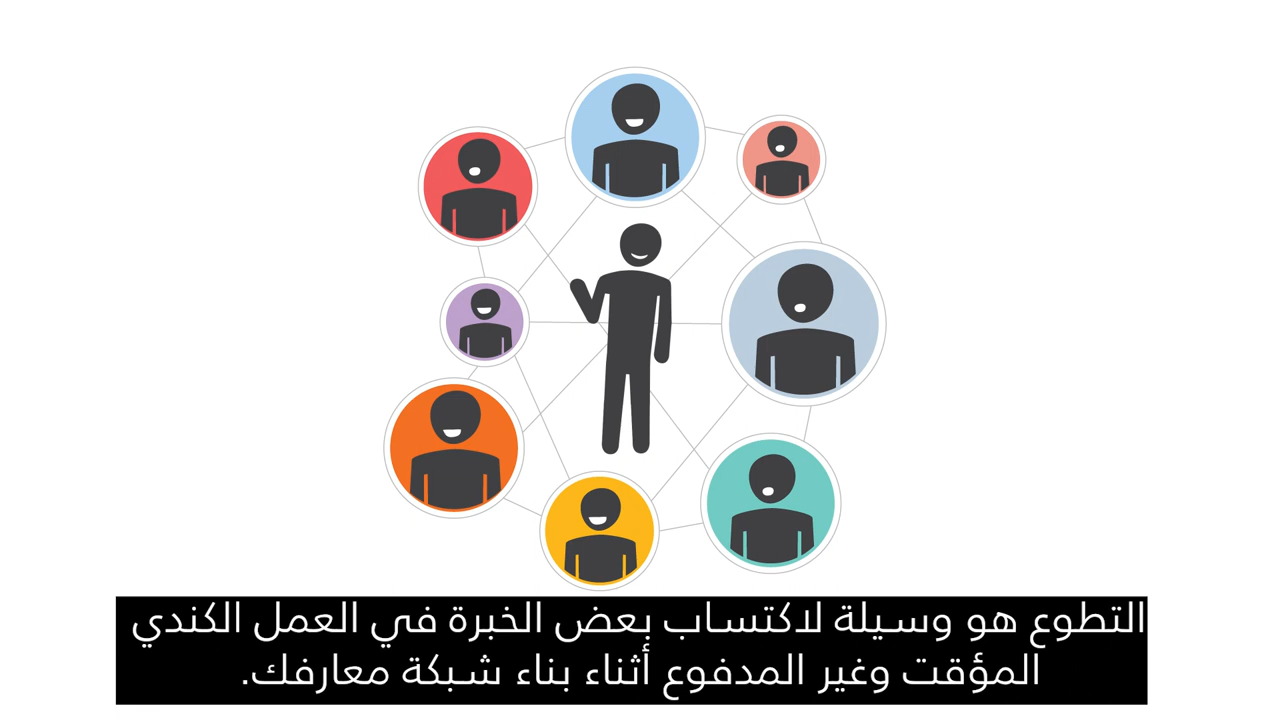 التطوع هو وسيلة لاكتساب بعض الخبرة في العمل الكندي
المؤقت وغير المدفوع أثناء بناء شبكة معارفك.